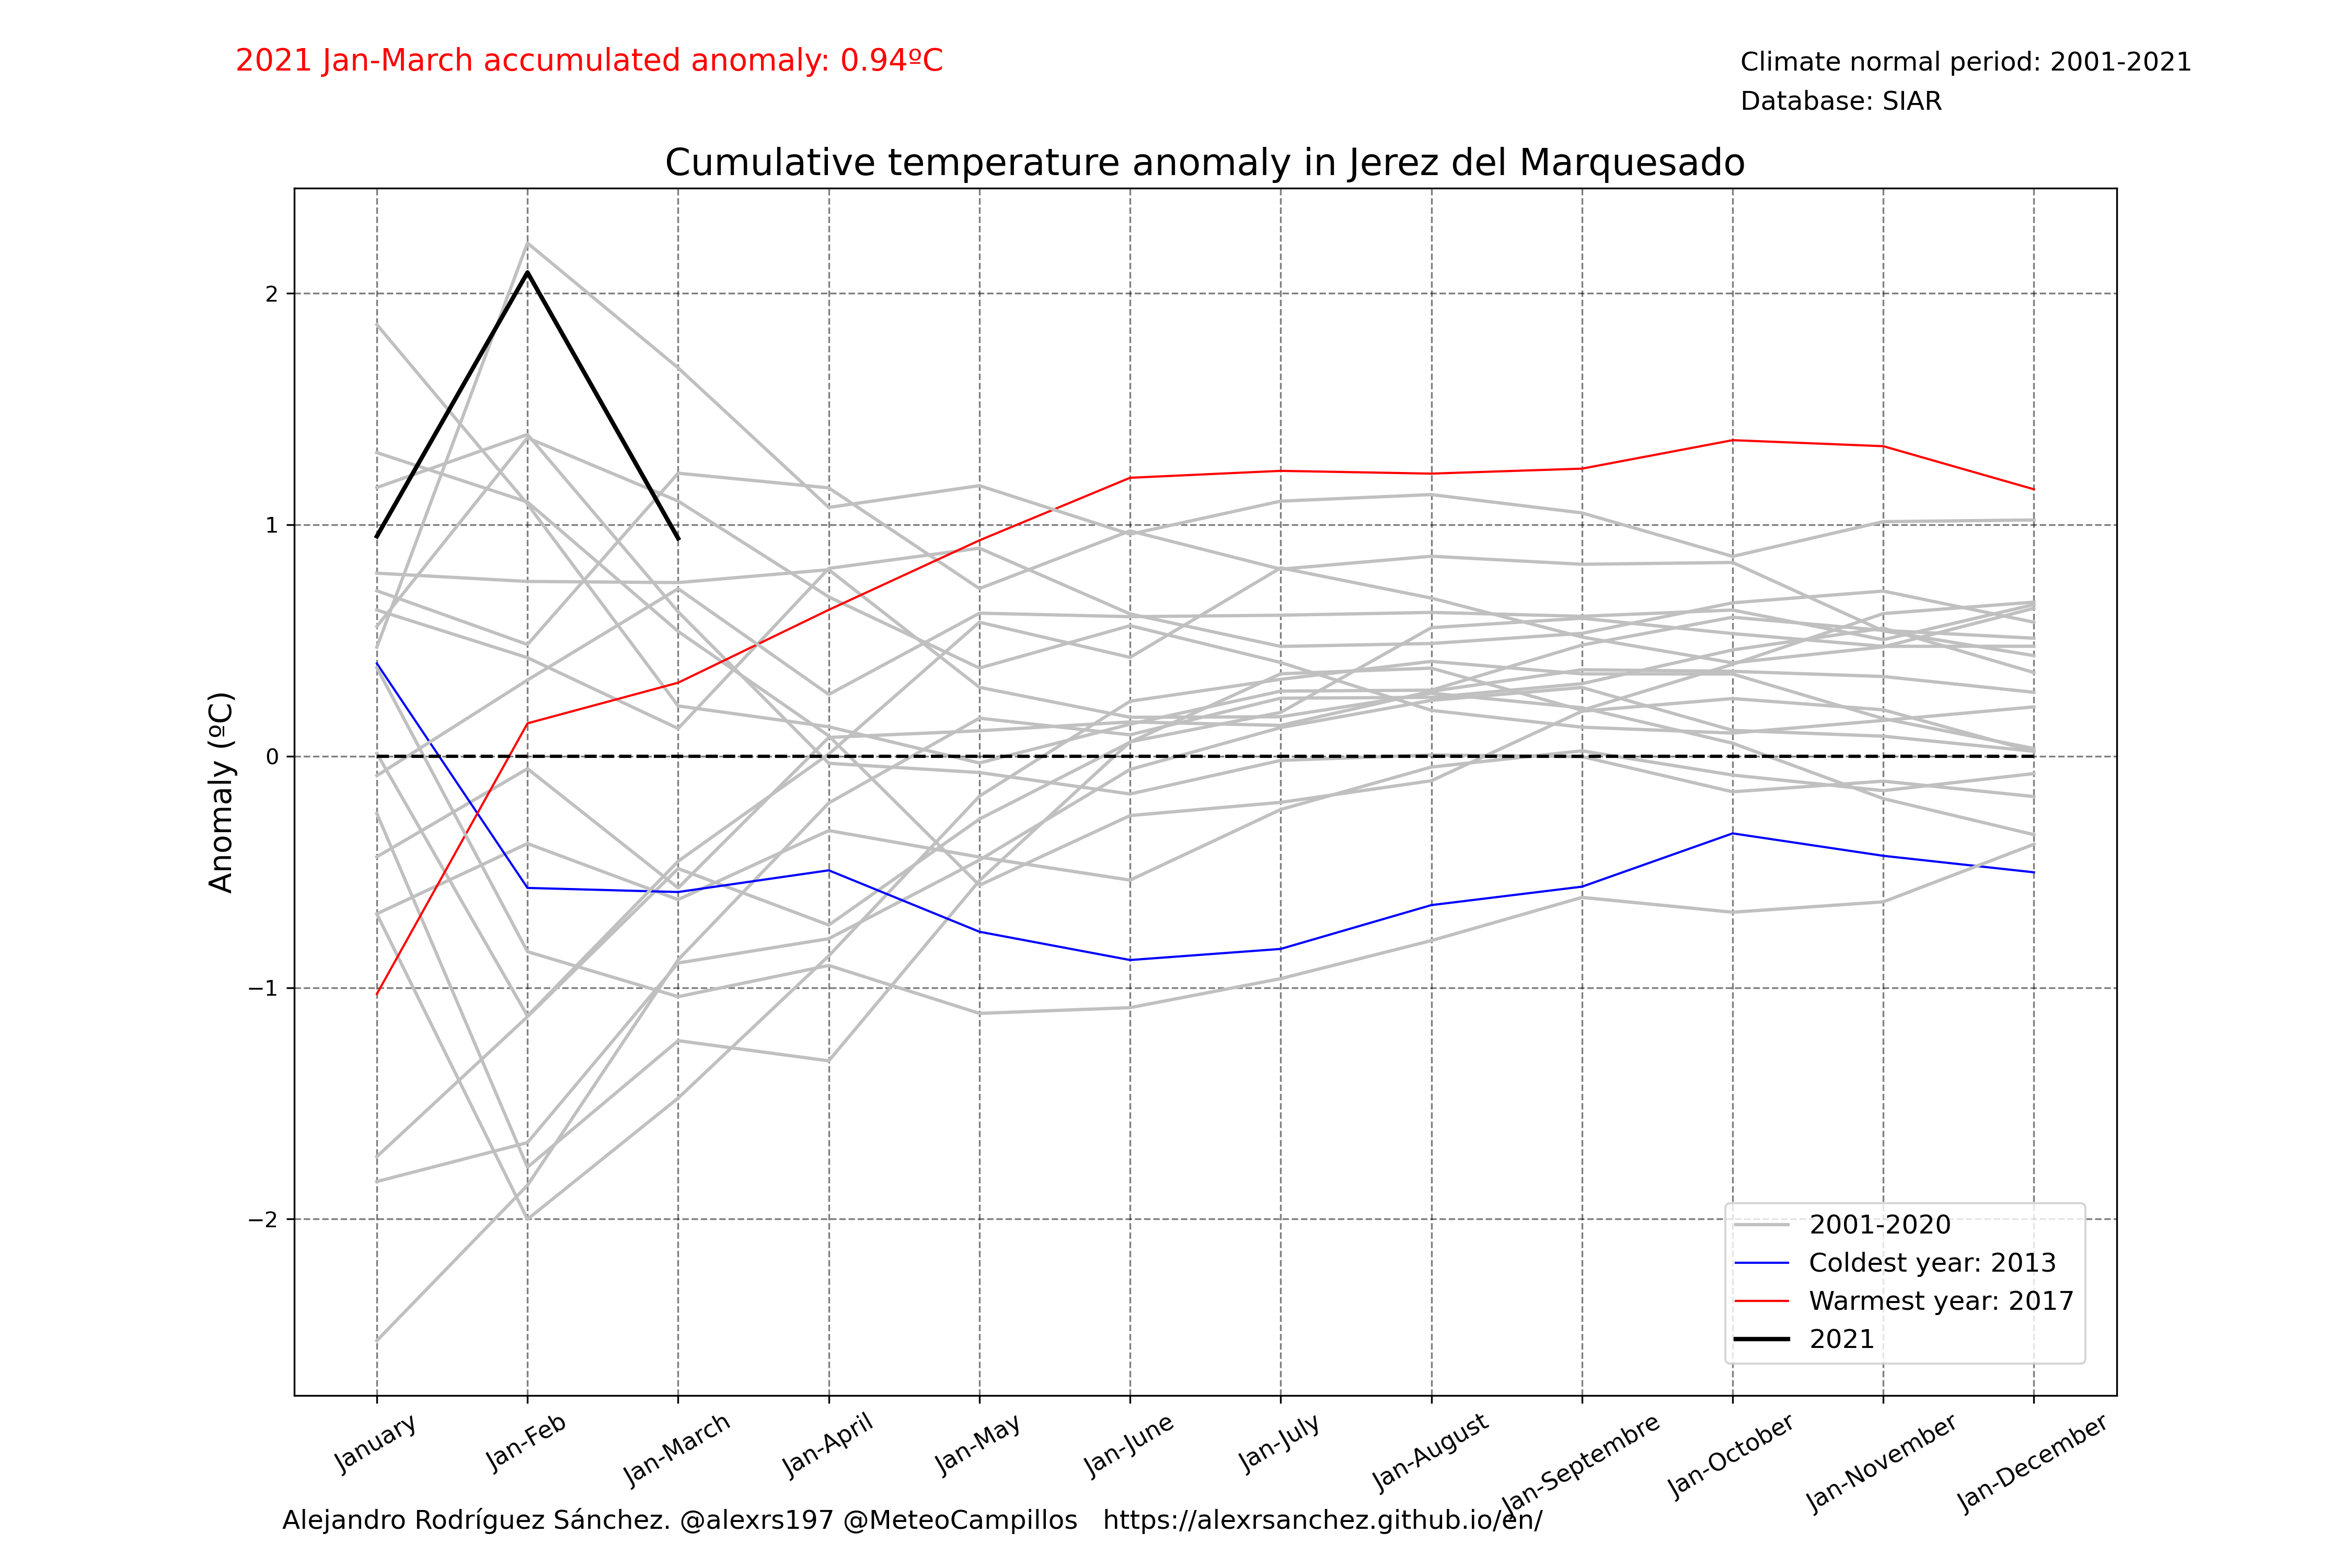 2021 Jan-March accumulated anomaly: 0.94ºC
Climate normal period: 2001-2021
Database: SIAR
Cumulative temperature anomaly in Jerez del Marquesado
Anomaly (ºC)
2
1
0
−1
−2
2001-2020
Coldest year: 2013
Warmest year: 2017
2021
January
Jan-Feb
Jan-March
Jan-April
Jan-May
Jan-June
Jan-July
Jan-August
Jan-Septembre
Jan-October
Jan-November
Jan-December
Alejandro Rodríguez Sánchez. @alexrs197 @MeteoCampillos https://alexrsanchez.github.io/en/